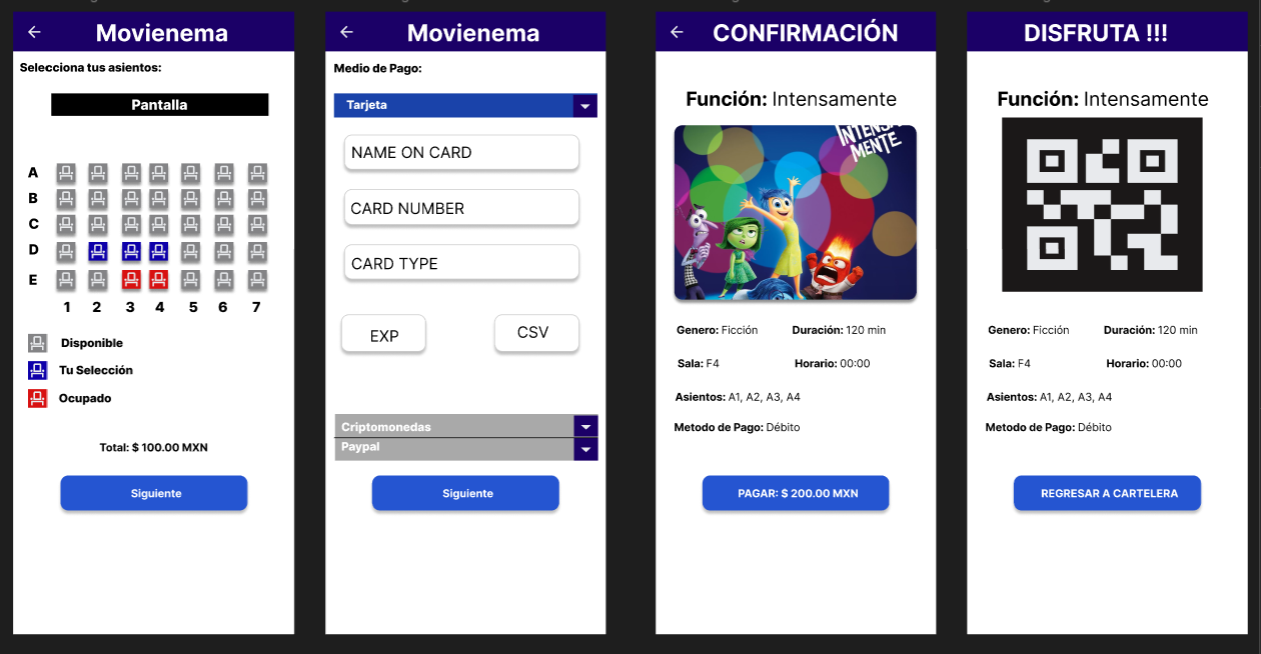 Movienema
Selecciona tus asientos:
Pantalla
A
B
C
D
E
1 2 3 4 5 6 7
Disponible
Tu Selección
Ocupado
Total: $ 100.00 MXN
Siguiente
Movienema
Medio de Pago:
Tarjeta
NAME ON CARD
CARD NUMBER
CARD TYPE
EXP CSV
Criptomonedas
Paypal
Siguiente
CONFIRMACIÓN
Función: Intensamente
INTENSA
MENTE
Genero: Ficción Duración: 120 min
Sala: F4 Horario: 00:00
Asientos: A1, A2, A3, A4
Metodo de Pago: Débito
PAGAR: $ 200.00 MXN
DISFRUTA !!!
Función: Intensamente
Genero: Ficción Duración: 120 min
Sala: F4 Horario: 00:00
Asientos: A1, A2, A3, A4
Metodo de Pago: Débito
REGRESAR A CARTELERA